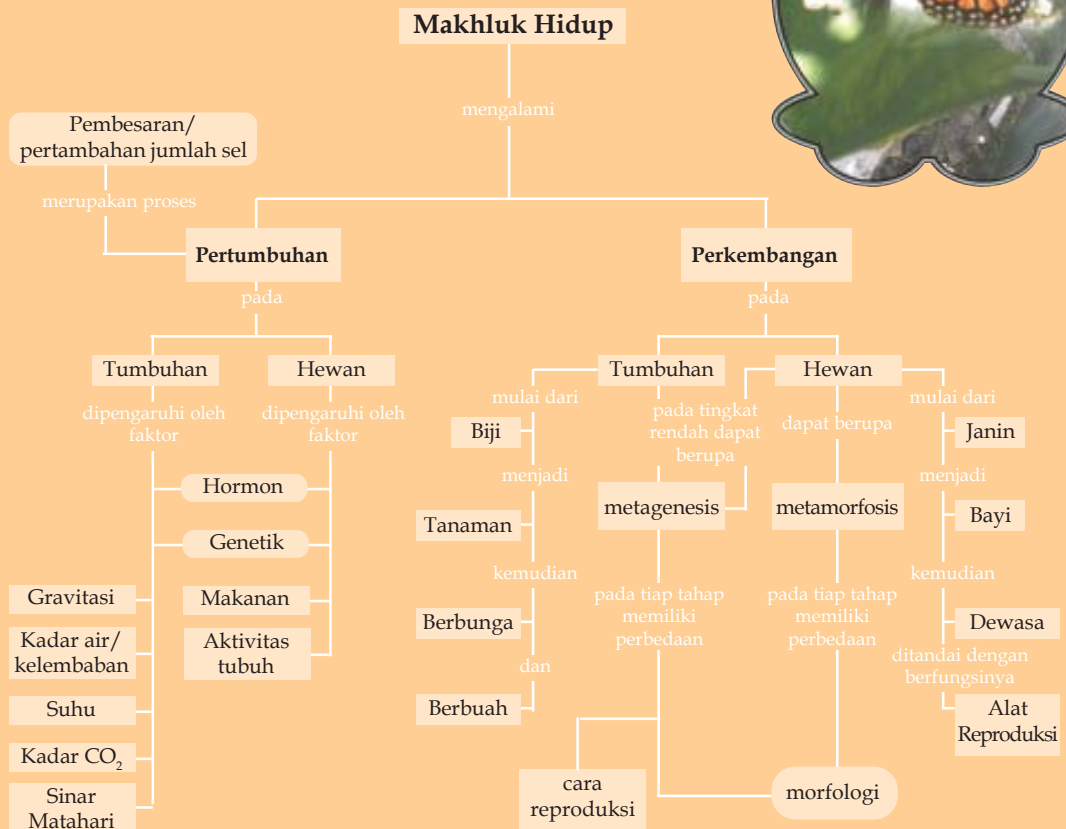 Makhluk Hidup
mengalami
Pembesaran/
pertambahan jumlah sel
merupakan proses
Pertumbuhan
pada
Tumbuhan
dipengaruhi oleh
faktor
Hewan
dipengaruhi oleh
faktor
Hormon
Genetik
Gravitasi
Kadar air/
kelembaban
Suhu
Kadar CO₂
Sinar
Matahari
Makanan
Aktivitas
tubuh
Perkembangan
pada
Tumbuhan
mulai dari
Biji
menjadi
Tanaman
kemudian
Berbunga
dan
Berbuah
pada tingkat
rendah dapat
berupa
metagenesis
pada tiap tahap
memiliki
perbedaan
cara
reproduksi
Hewan
dapat berupa
metamorfosis
pada tiap tahap
memiliki
perbedaan
morfologi
mulai dari
Janin
menjadi
Bayi
kemudian
Dewasa
ditandai dengan
berfungsinya
Alat
Reproduksi